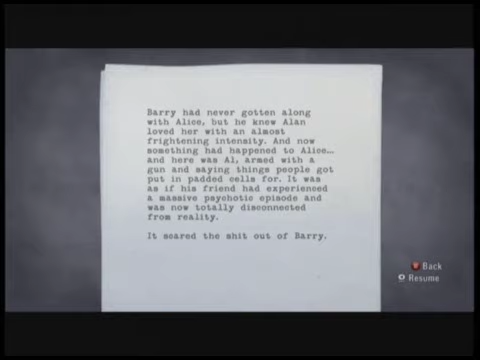 Barry had never gotten along
with Alice, but he knew Alan
loved her with an almost
frightening intensity. And now
something had happened to Alice...
and here was Al, armed with a
gun and saying things people got
put in padded cells for. It was
as if his friend had experienced
a massive psychotic episode and
was now totally disconnected
from reality.
It scared the shit out of Barry.
Back
Resume